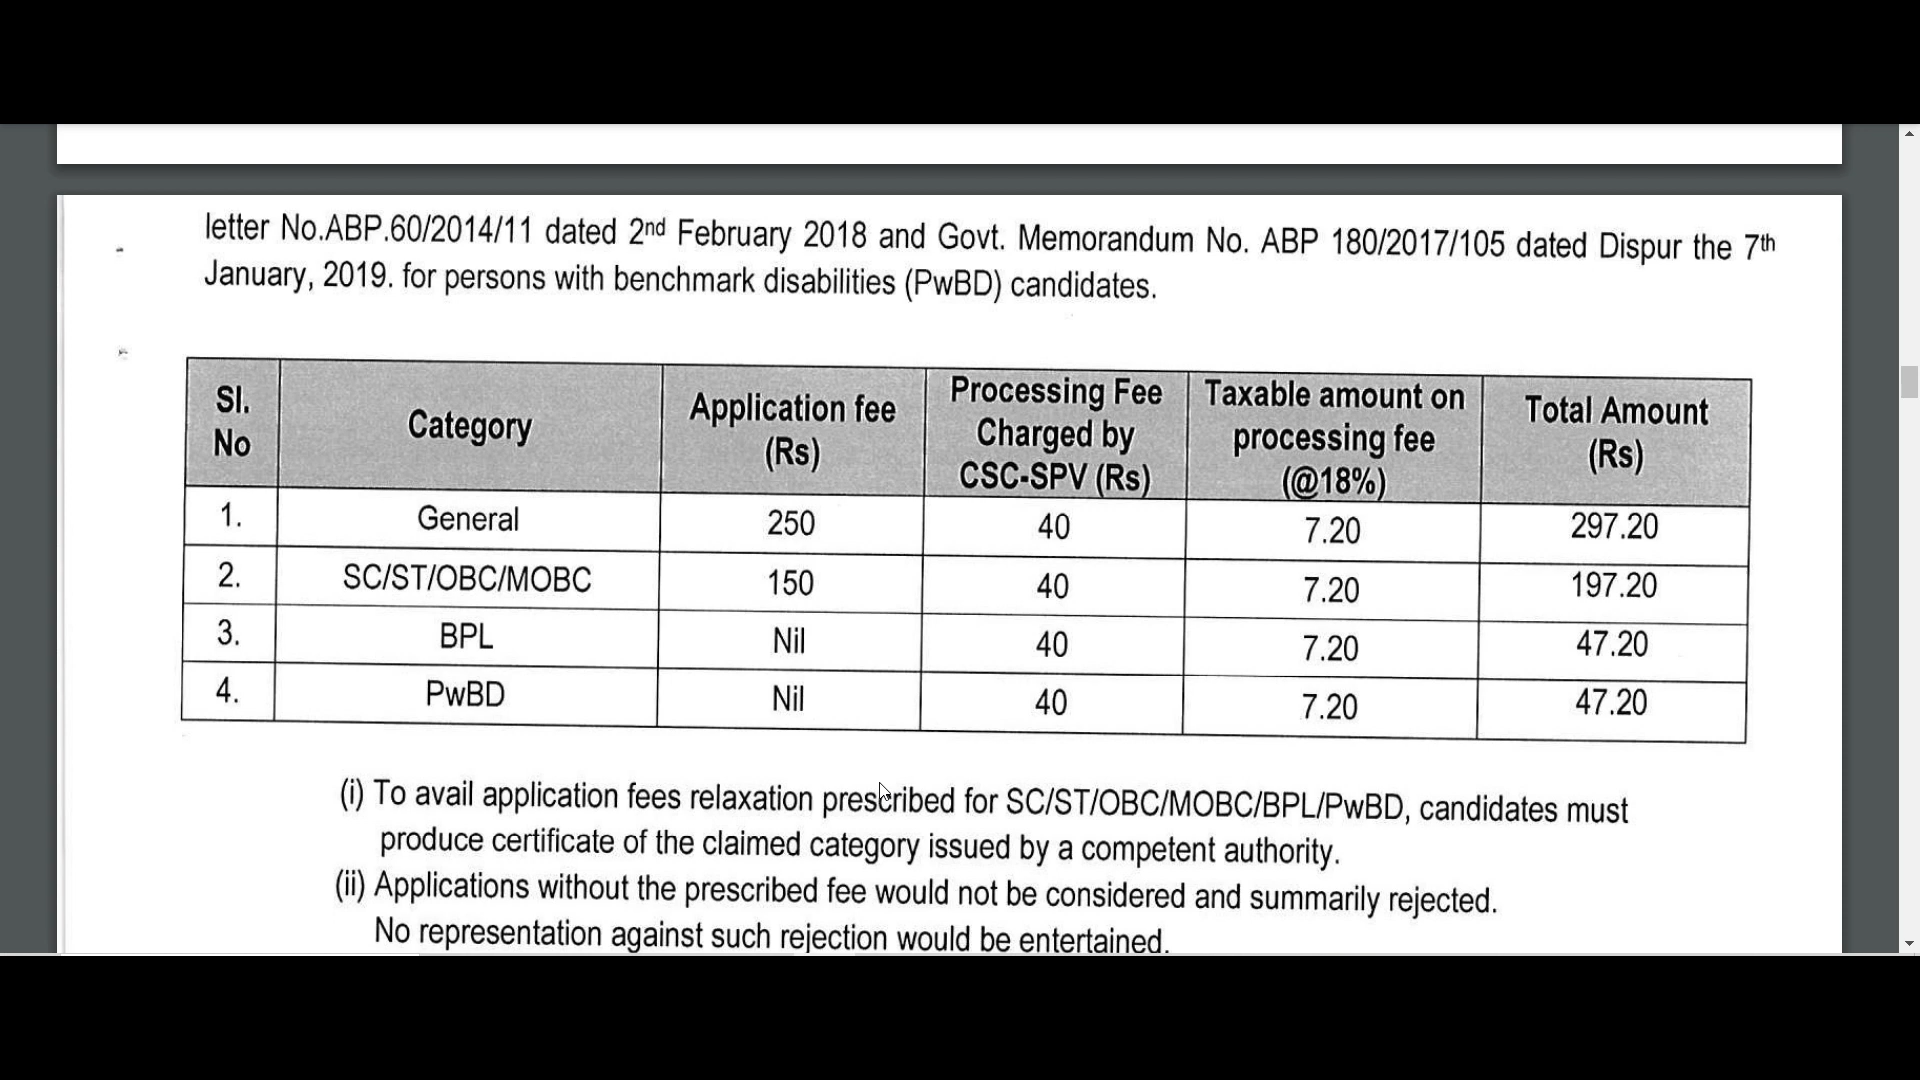 letter No.ABP.60/2014/11 dated 2nd February 2018 and Govt. Memorandum No. ABP 180/2017/105 dated Dispur the 7th
January, 2019. for persons with benchmark disabilities (PwBD) candidates.
Sl. No Category Application fee (Rs) Processing Fee Charged by CSC-SPV (Rs) Taxable amount on processing fee (@18%) Total Amount (Rs)
1. General 250 40 7.20 297.20
2. SC/ST/OBC/MOBC 150 40 7.20 197.20
3. BPL Nil 40 7.20 47.20
4. PwBD Nil 40 7.20 47.20
(i) To avail application fees relaxation prescribed for SC/ST/OBC/MOBC/BPL/PwBD, candidates must
produce certificate of the claimed category issued by a competent authority.
(ii) Applications without the prescribed fee would not be considered and summarily rejected.
No representation against such rejection would be entertained.